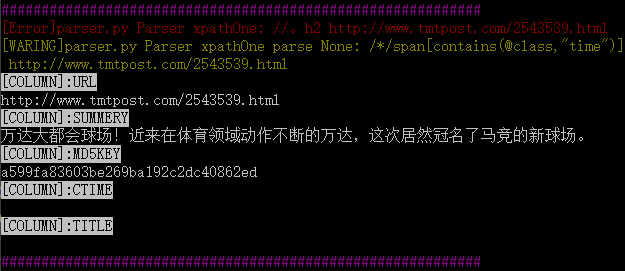 ############################################################
[Error]parser.py Parser xpathOne: //。h2 http://www.tmtpost.com/2543539.html
[WARING]parser.py Parser xpathOne parse None: /*/span[contains(@class,"time")]
http://www.tmtpost.com/2543539.html
[COLUMN]:URL
http://www.tmtpost.com/2543539.html
[COLUMN]:SUMMERY
万达大都会球场！近来在体育领域动作不断的万达，这次居然冠名了马竞的新球场。
[COLUMN]:MD5KEY
a599fa83603be269ba192c2dc40862ed
[COLUMN]:CTIME
[COLUMN]:TITLE
############################################################